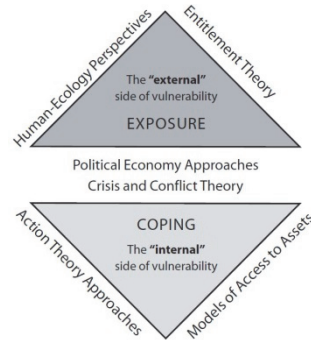 Human-Ecology Perspectives
Entitlement Theory
The "external"
side of vulnerability
EXPOSURE
Political Economy Approaches
Crisis and Conflict Theory
COPING
The "internal"
side of vulnerability
Action Theory Approaches
Models of Access to Assets